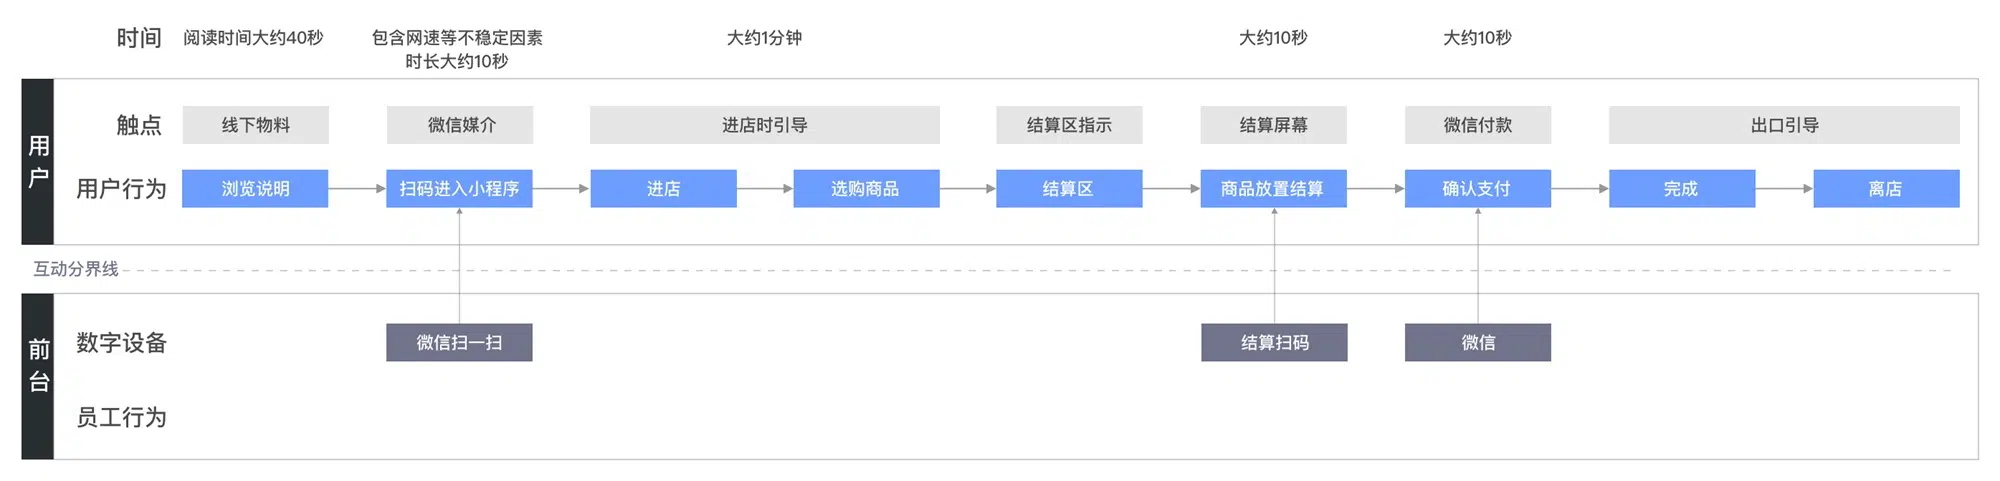 时间
阅读时间大约40秒
包含网速等不稳定因素
时长大约10秒
大约1分钟
大约10秒
大约10秒
用户
触点
线下物料
微信媒介
进店时引导
结算区指示
结算屏幕
微信付款
出口引导
用户行为
浏览说明
扫码进入小程序
进店
选购商品
结算区
商品放置结算
确认支付
完成
离店
互动分界线
前台
数字设备
微信扫一扫
结算扫码
微信
员工行为